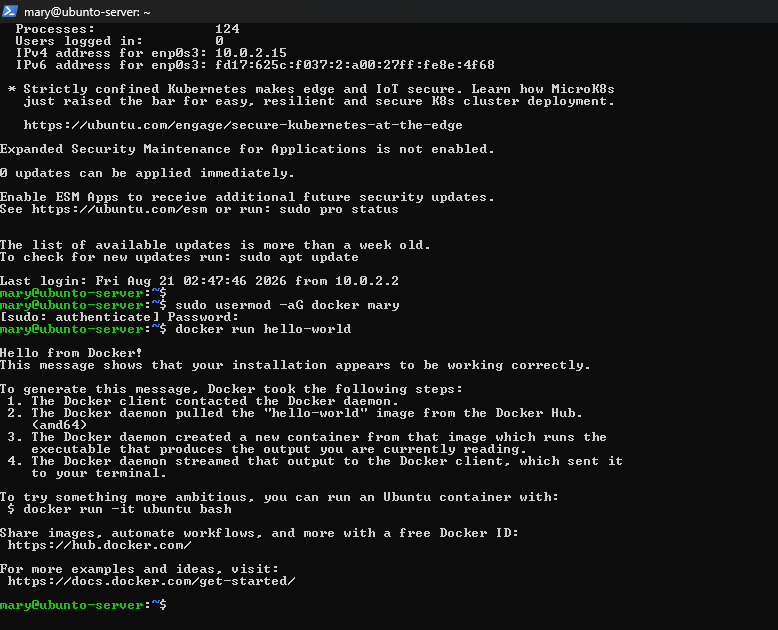 mary@ubunto-server: ~
Processes: 124
Users logged in: 0
IPv4 address for enp0s3: 10.0.2.15
IPv6 address for enp0s3: fd17:625c:f037:2:a00:27ff:fe8e:4f68
* Strictly confined Kubernetes makes edge and IoT secure. Learn how MicroK8s
just raised the bar for easy, resilient and secure K8s cluster deployment.
https://ubuntu.com/engage/secure-kubernetes-at-the-edge
Expanded Security Maintenance for Applications is not enabled.
0 updates can be applied immediately.
Enable ESM Apps to receive additional future security updates.
See https://ubuntu.com/esm or run: sudo pro status
The list of available updates is more than a week old.
To check for new updates run: sudo apt update
Last login: Fri Aug 21 02:47:46 2026 from 10.0.2.2
mary@ubunto-server:~$
mary@ubunto-server:~$ sudo usermod -aG docker mary
[sudo: authenticate] Password:
mary@ubunto-server:~$ docker run hello-world
Hello from Docker!
This message shows that your installation appears to be working correctly.
To generate this message, Docker took the following steps:
1. The Docker client contacted the Docker daemon.
2. The Docker daemon pulled the "hello-world" image from the Docker Hub.
(amd64)
3. The Docker daemon created a new container from that image which runs the
executable that produces the output you are currently reading.
4. The Docker daemon streamed that output to the Docker client, which sent it
to your terminal.
To try something more ambitious, you can run an Ubuntu container with:
$ docker run -it ubuntu bash
Share images, automate workflows, and more with a free Docker ID:
https://hub.docker.com/
For more examples and ideas, visit:
https://docs.docker.com/get-started/
mary@ubunto-server:~$